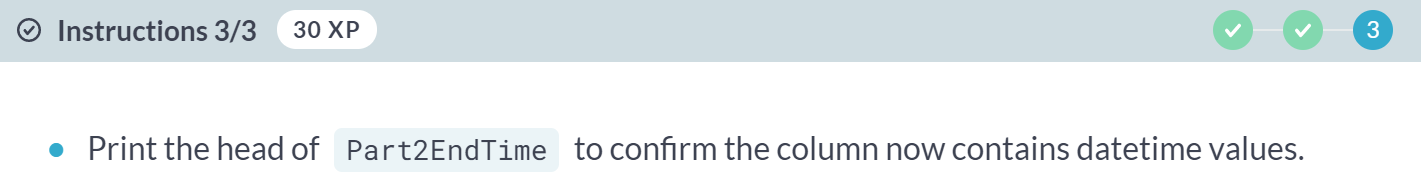 Instructions 3/3 30 XP 3
Print the head of Part2EndTime to confirm the column now contains datetime values.